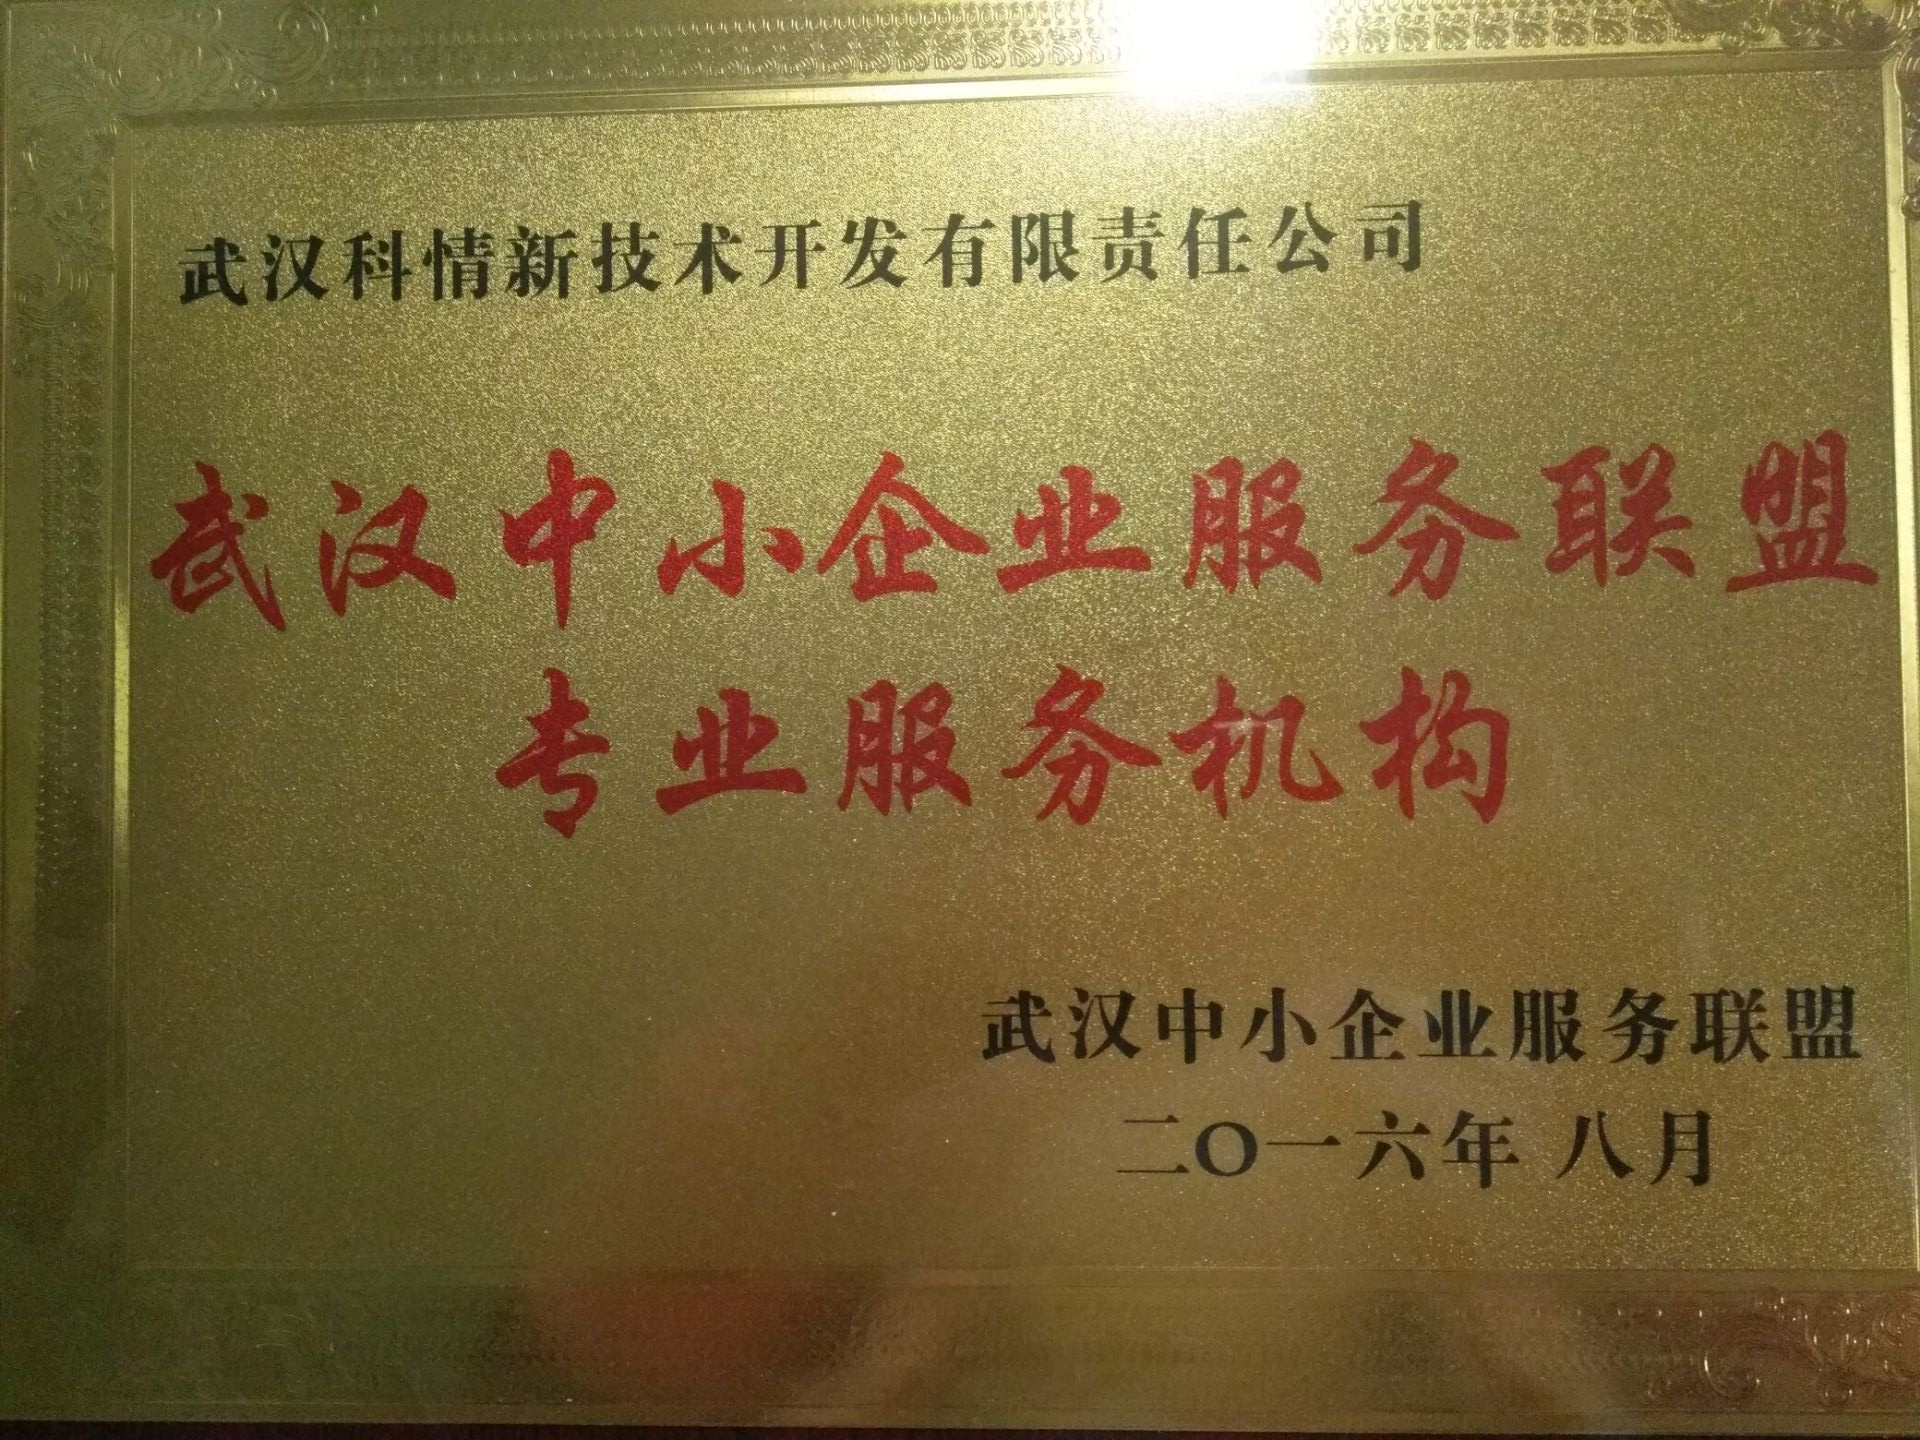 武汉科情新技术开发有限责任公司
武汉中小企业服务联盟
专业服务机构
武汉中小企业服务联盟
二〇一六年 八月